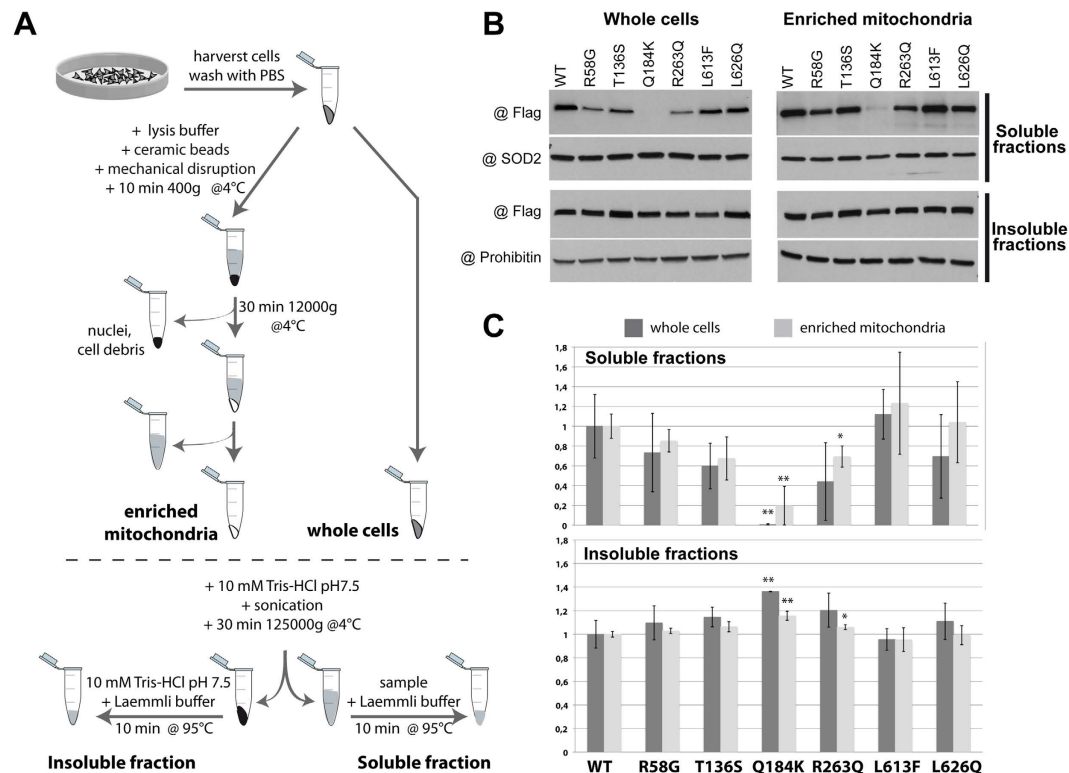 A
harverst cells
wash with PBS
+ lysis buffer
+ ceramic beads
+ mechanical disruption
+ 10 min 400g @4°C
30 min 12000g
@4°C
nuclei,
cell debris
enriched
mitochondria
whole cells
+ 10 mM Tris-HCl pH7.5
+ sonication
+ 30 min 125000g @4°C
10 mM Tris-HCl pH 7.5
+ Laemmli buffer
10 min @ 95°C
sample
+ Laemmli buffer
10 min @ 95°C
Insoluble fraction
Soluble fraction
B
Whole cells
Enriched mitochondria
WT R58G T136S Q184K R263Q L613F L626Q
WT R58G T136S Q184K R263Q L613F L626Q
@ Flag
@ SOD2
Soluble
fractions
@ Flag
@ Prohibitin
Insoluble
fractions
C
whole cells
enriched mitochondria
Soluble fractions
1,8
1,6
1,4
1,2
1
0,8
0,6
0,4
0,2
0
** ** *
Insoluble fractions
1,8
1,6
1,4
1,2
1
0,8
0,6
0,4
0,2
0
** ** *
WT R58G T136S Q184K R263Q L613F L626Q